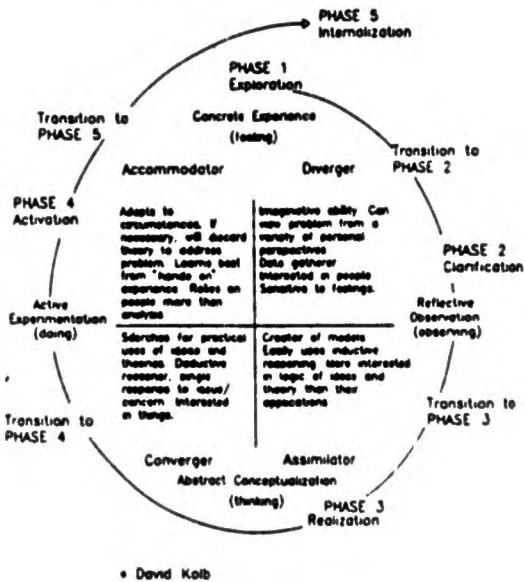 PHASE 5
Internalization
PHASE 1
Exploration
Concrete Experience
(feeling)
Transition to
PHASE 5
Transition to
PHASE 2
Accommodator
Diverger
PHASE 4
Activation
Adapts to
circumstances. If
necessary, will discard
theory to address
problem. Learns best
from "hands on"
experience. Relies on
people more than
analysis
Imaginative ability. Can
view problem from a
variety of personal
perspectives
Data gatherer
Interested in people
Sensitive to feelings.
PHASE 2
Clarification
Active
Experimentation
(doing)
Reflective
Observation
(observing)
Searches for practical
uses of ideas and
theories. Deductive
reasoner, single
response to issue/
concern. Interested
in things.
Creator of models
Easily uses inductive
reasoning. More interested
in logic of ideas and
theory than their
applications
Transition to
PHASE 4
Transition to
PHASE 3
Converger
Assimilator
Abstract Conceptualization
(thinking)
PHASE 3
Realization
* David Kolb